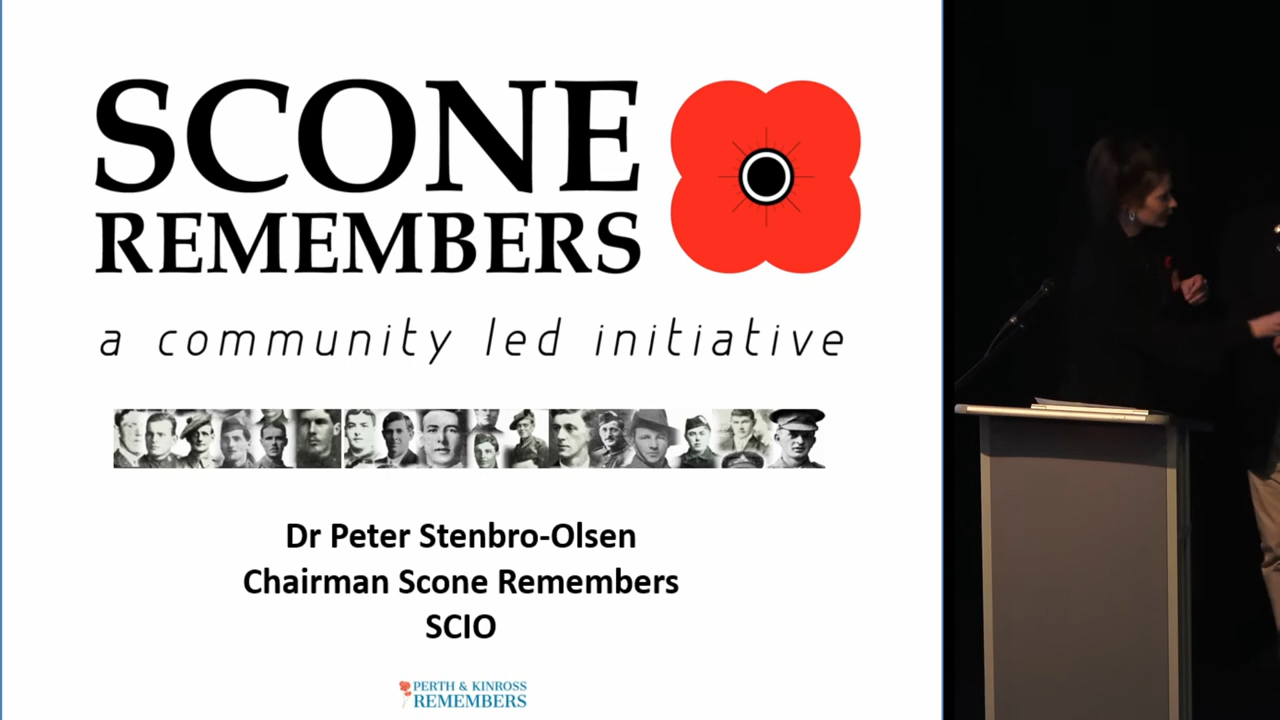 SCONE
REMEMBERS
a community led initiative
Dr Peter Stenbro-Olsen
Chairman Scone Remembers
SCIO
PERTH & KINROSS
REMEMBERS